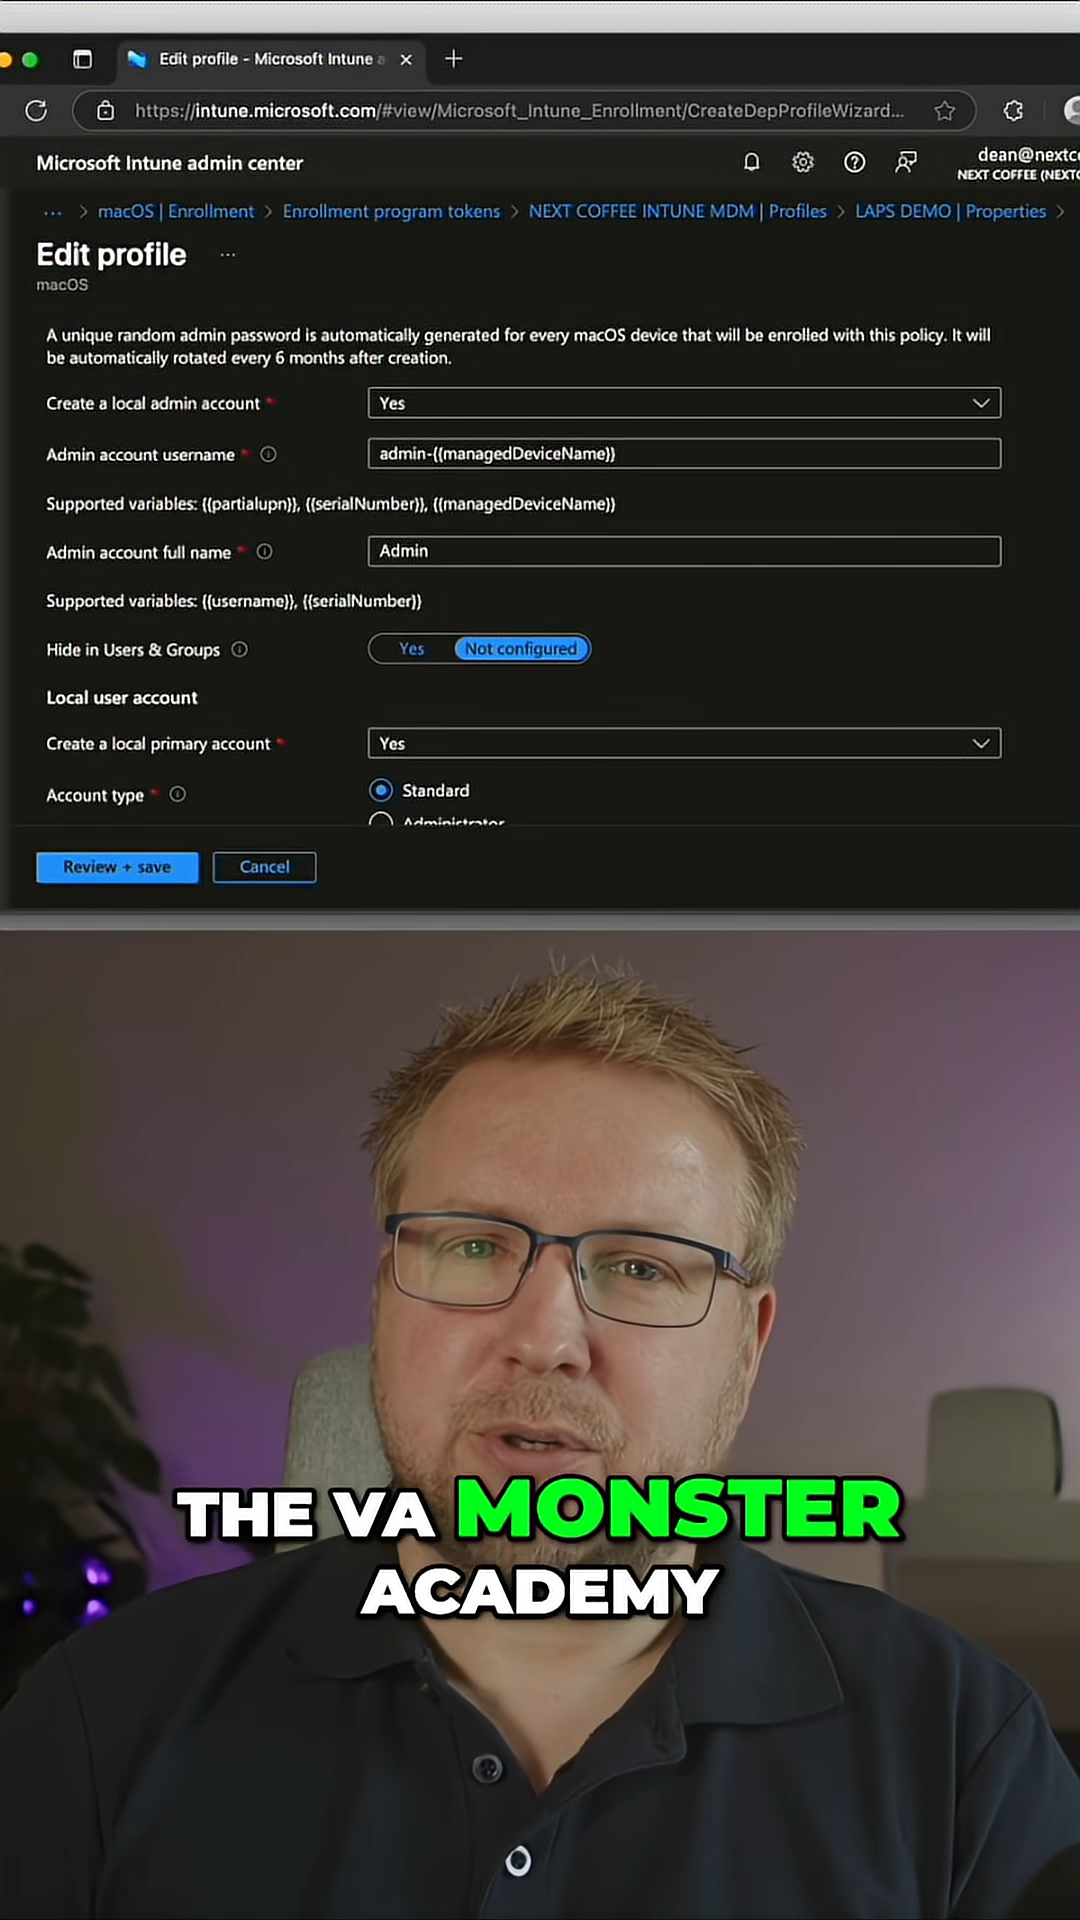 Edit profile - Microsoft Intune a
https://intune.microsoft.com/#view/Microsoft_Intune_Enrollment/CreateDepProfileWizard...
Microsoft Intune admin center
dean@nextco
NEXT COFFEE (NEXTC
... > macOS | Enrollment > Enrollment program tokens > NEXT COFFEE INTUNE MDM | Profiles > LAPS DEMO | Properties >
Edit profile ...
macOS
A unique random admin password is automatically generated for every macOS device that will be enrolled with this policy. It will
be automatically rotated every 6 months after creation.
Create a local admin account * Yes
Admin account username * admin-{{managedDeviceName}}
Supported variables: {{partialupn}}, {{serialNumber}}, {{managedDeviceName}}
Admin account full name * Admin
Supported variables: {{username}}, {{serialNumber}}
Hide in Users & Groups Yes Not configured
Local user account
Create a local primary account * Yes
Account type * Standard
Administrator
Review + save Cancel
THE VA MONSTER
ACADEMY